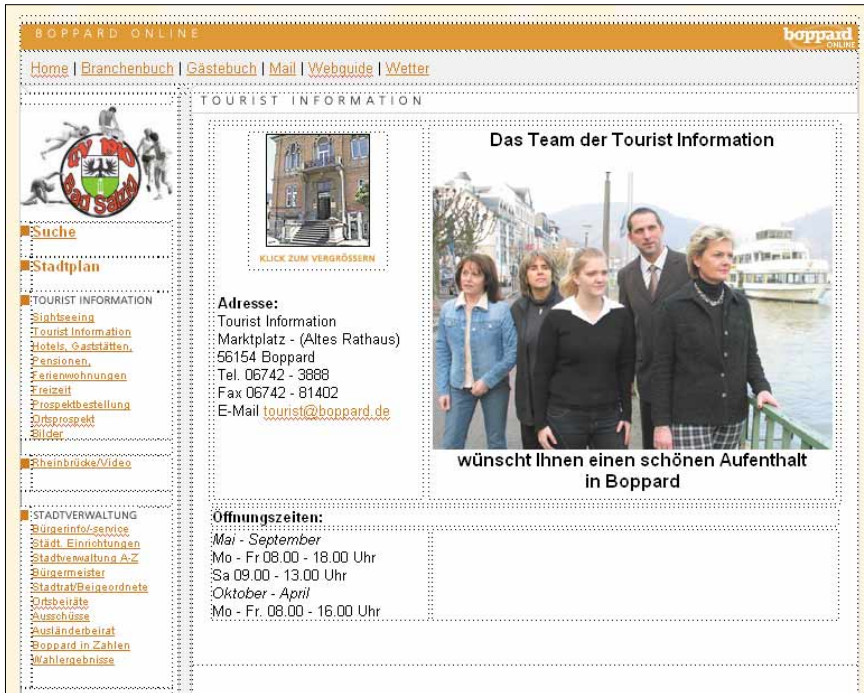 BOPPARD ONLINE
boppard
ONLINE
Home | Branchenbuch | Gästebuch | Mail | Webguide | Wetter
TV 1910
Bad Salzig
Suche
Stadtplan
TOURIST INFORMATION
Sightseeing
Tourist Information
Hotels, Gaststätten,
Pensionen,
Ferienwohnungen
Freizeit
Prospektbestellung
Ortsprospekt
Bilder
Rheinbrücke/Video
STADTVERWALTUNG
Bürgerinfo/-service
Städt. Einrichtungen
Stadtverwaltung A-Z
Bürgermeister
Stadtrat/Beigeordnete
Ortsbeiräte
Ausschüsse
Ausländerbeirat
Boppard in Zahlen
Wahlergebnisse
TOURIST INFORMATION
KLICK ZUM VERGRÖSSERN
Adresse:
Tourist Information
Marktplatz - (Altes Rathaus)
56154 Boppard
Tel. 06742 - 3888
Fax 06742 - 81402
E-Mail tourist@boppard.de
Das Team der Tourist Information
wünscht Ihnen einen schönen Aufenthalt
in Boppard
Öffnungszeiten:
Mai - September
Mo - Fr 08.00 - 18.00 Uhr
Sa 09.00 - 13.00 Uhr
Oktober - April
Mo - Fr. 08.00 - 16.00 Uhr